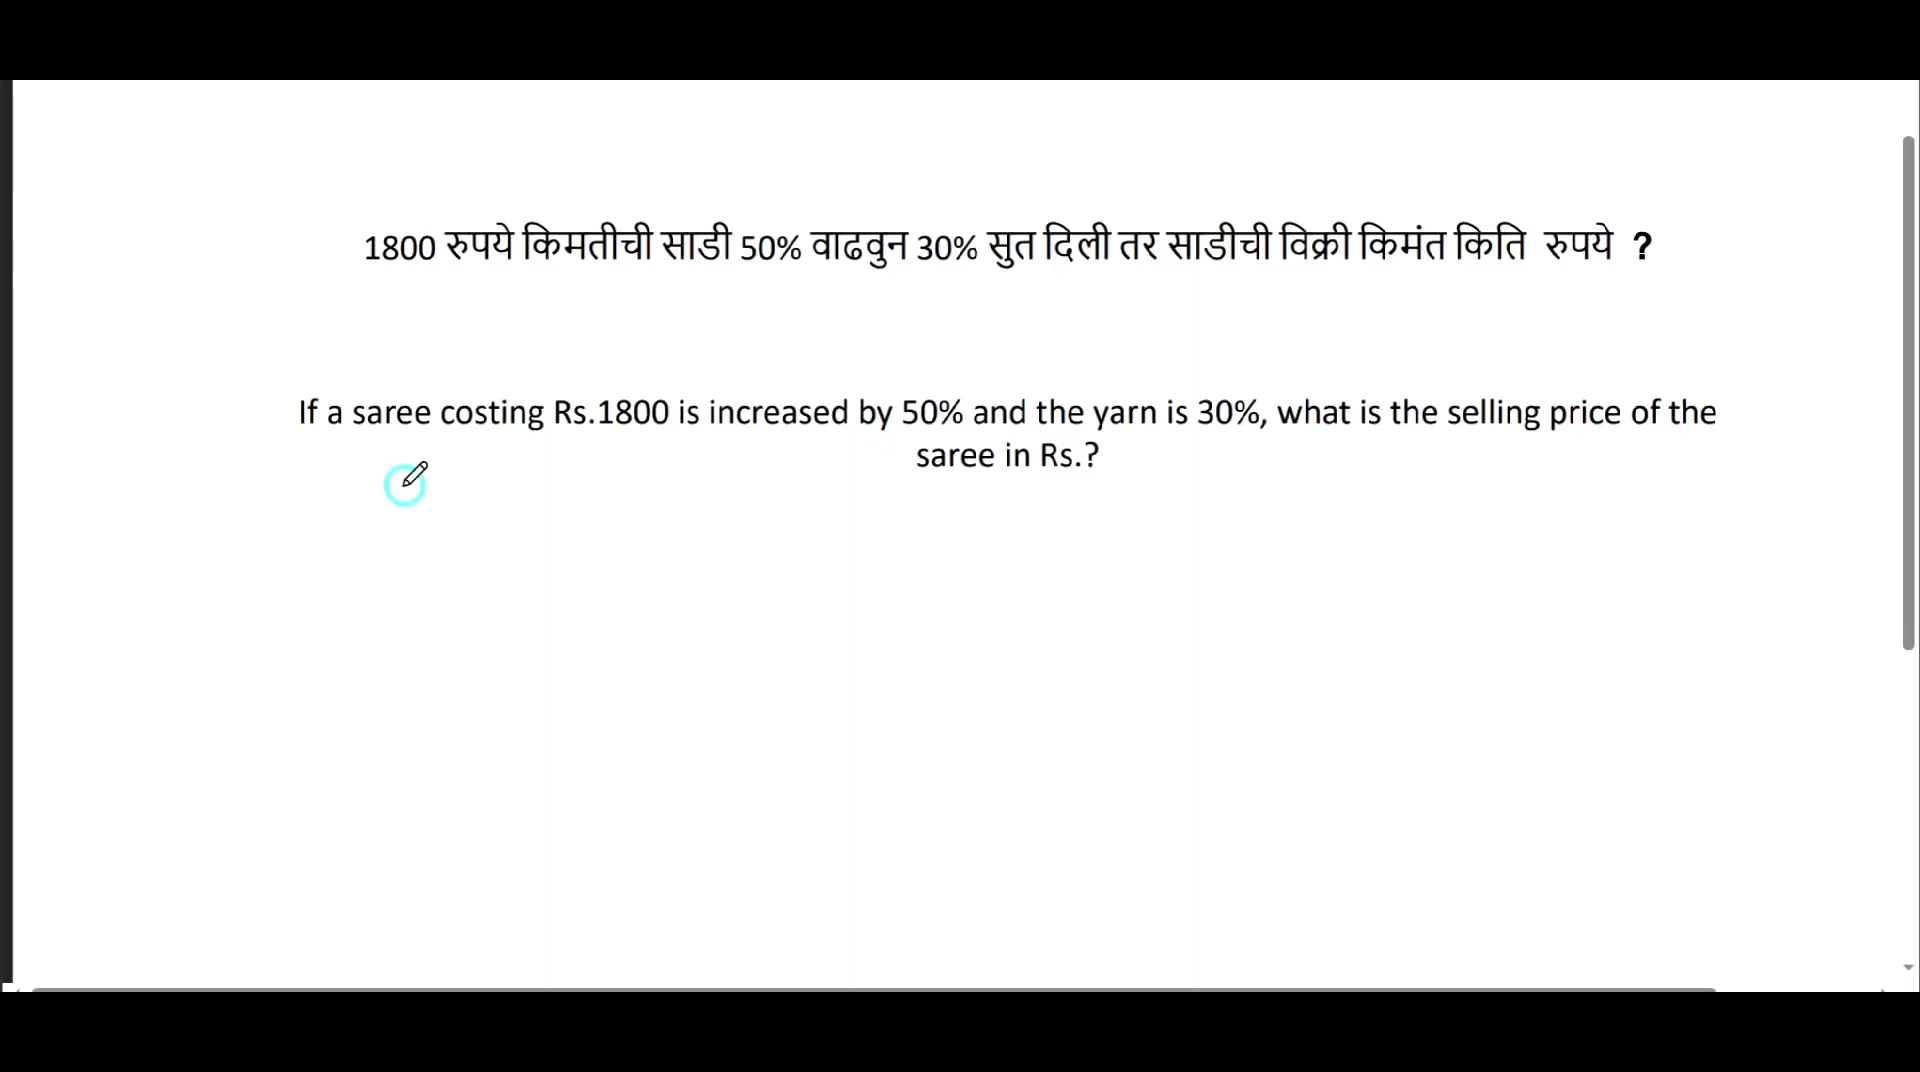 1800 रुपये किमतीची साडी 50% वाढवुन 30% सुत दिली तर साडीची विक्री किमंत किति रुपये ?
If a saree costing Rs.1800 is increased by 50% and the yarn is 30%, what is the selling price of the
saree in Rs.?